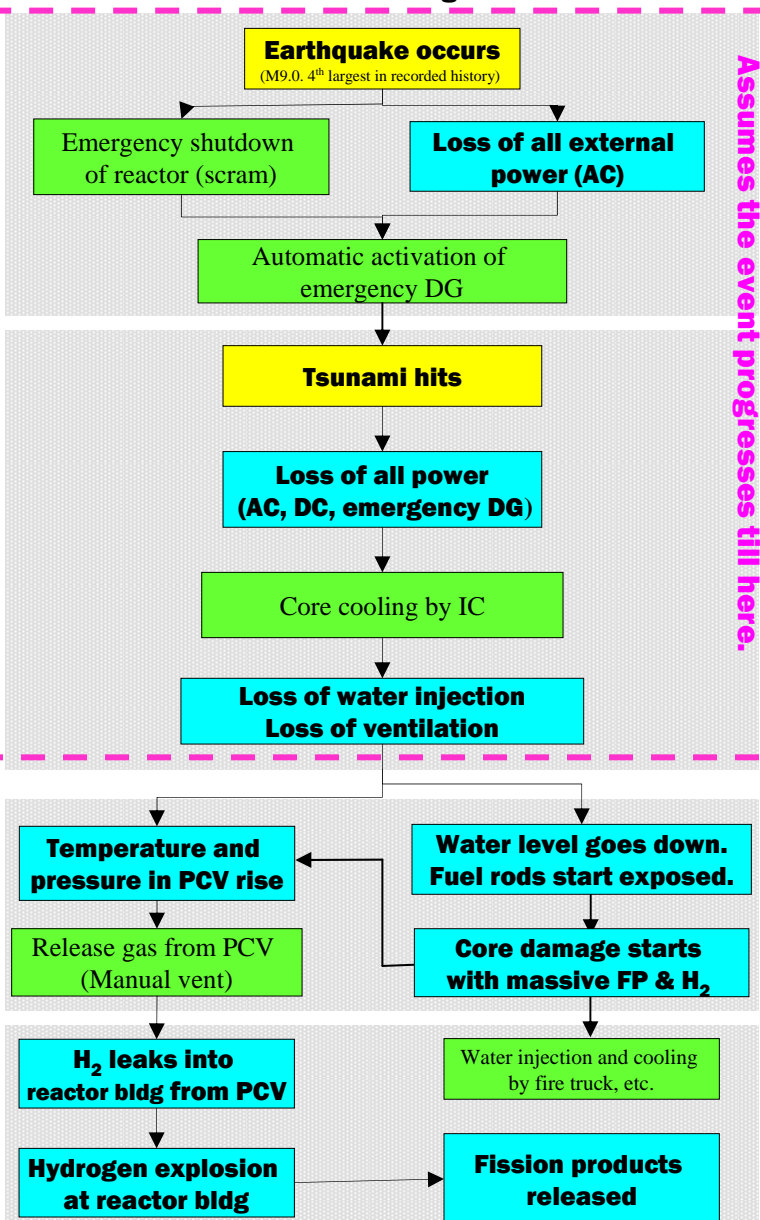 Earthquake occurs
(M9.0. 4th largest in recorded history)
Emergency shutdown
of reactor (scram)
Loss of all external
power (AC)
Automatic activation of
emergency DG
Tsunami hits
Loss of all power
(AC, DC, emergency DG)
Core cooling by IC
Loss of water injection
Loss of ventilation
Assumes the event progresses till here.
Temperature and
pressure in PCV rise
Water level goes down.
Fuel rods start exposed.
Release gas from PCV
(Manual vent)
Core damage starts
with massive FP & H₂
H₂ leaks into
reactor bldg from PCV
Water injection and cooling
by fire truck, etc.
Hydrogen explosion
at reactor bldg
Fission products
released